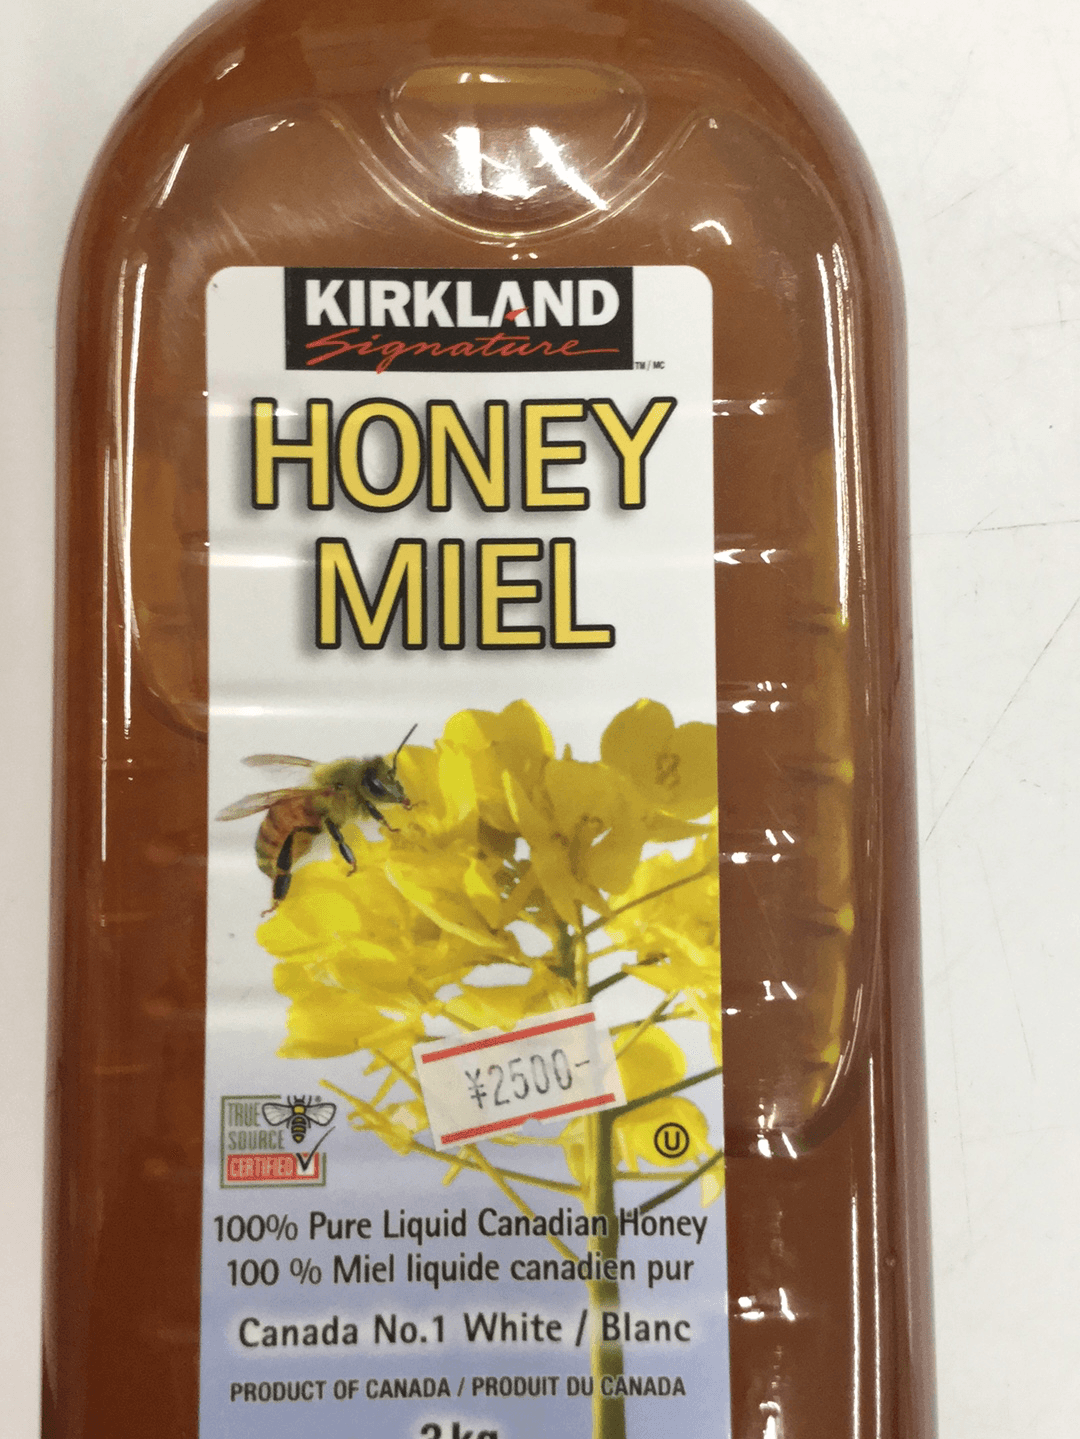 KIRKLAND
Signature
TM/MC
HONEY
MIEL
¥2500-
TRUE
SOURCE
CERTIFIED
®
U
100% Pure Liquid Canadian Honey
100 % Miel liquide canadien pur
Canada No.1 White / Blanc
PRODUCT OF CANADA / PRODUIT DU CANADA
kg